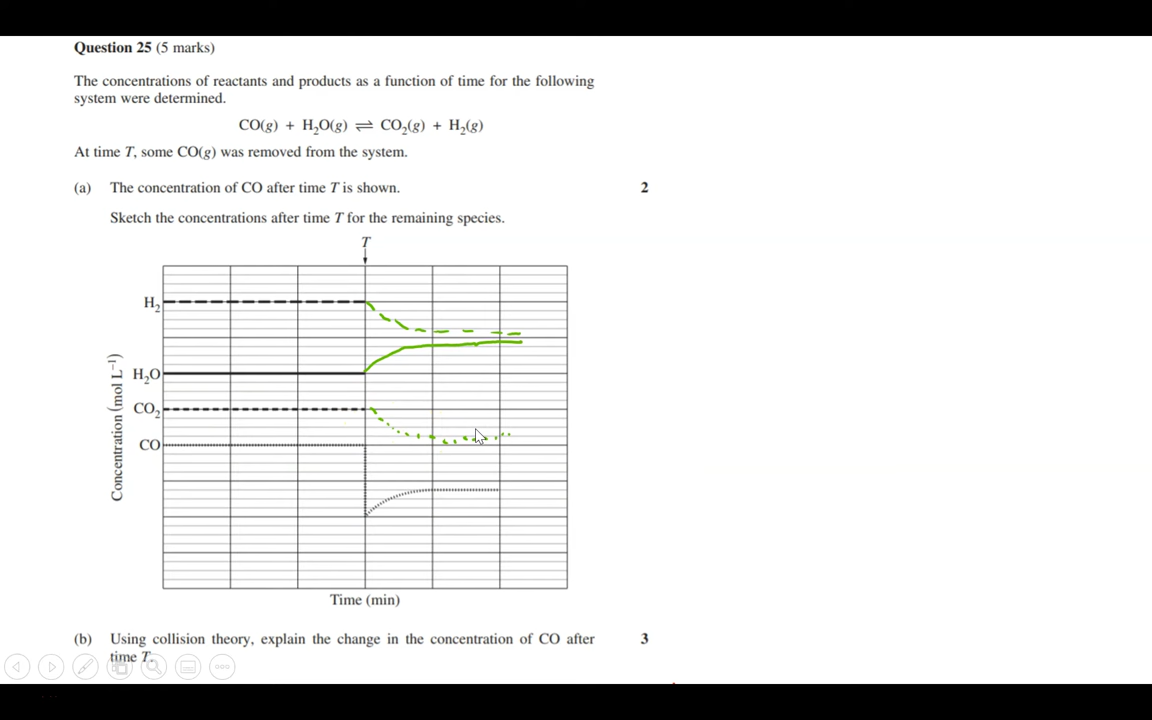 Question 25 (5 marks)
The concentrations of reactants and products as a function of time for the following
system were determined.
CO(g) + H₂O(g) ⇌ CO₂(g) + H₂(g)
At time T, some CO(g) was removed from the system.
(a) The concentration of CO after time T is shown. 2
Sketch the concentrations after time T for the remaining species.
T
H₂
H₂O
CO₂
CO
Concentration (mol L⁻¹)
Time (min)
(b) Using collision theory, explain the change in the concentration of CO after 3
time T.